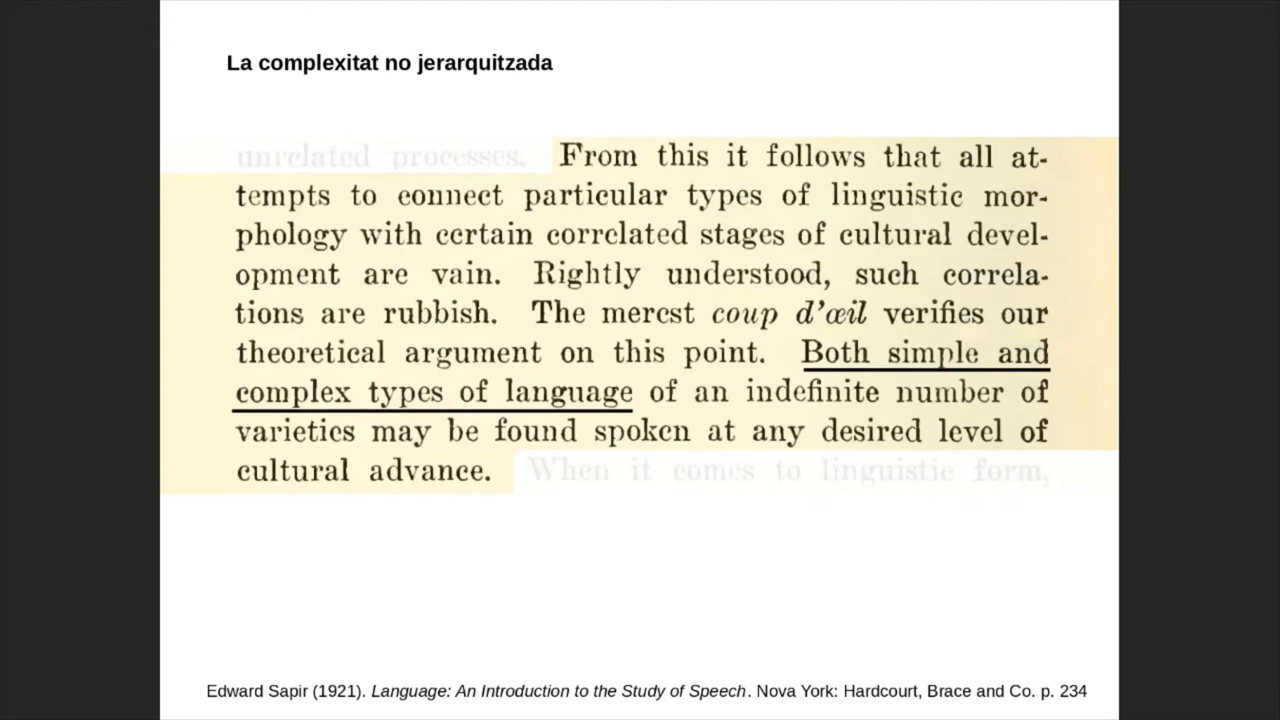 La complexitat no jerarquitzada
unrelated processes. From this it follows that all at-
tempts to connect particular types of linguistic mor-
phology with certain correlated stages of cultural devel-
opment are vain. Rightly understood, such correla-
tions are rubbish. The merest coup d'œil verifies our
theoretical argument on this point. Both simple and
complex types of language of an indefinite number of
varieties may be found spoken at any desired level of
cultural advance. When it comes to linguistic form,
Edward Sapir (1921). Language: An Introduction to the Study of Speech. Nova York: Hardcourt, Brace and Co. p. 234